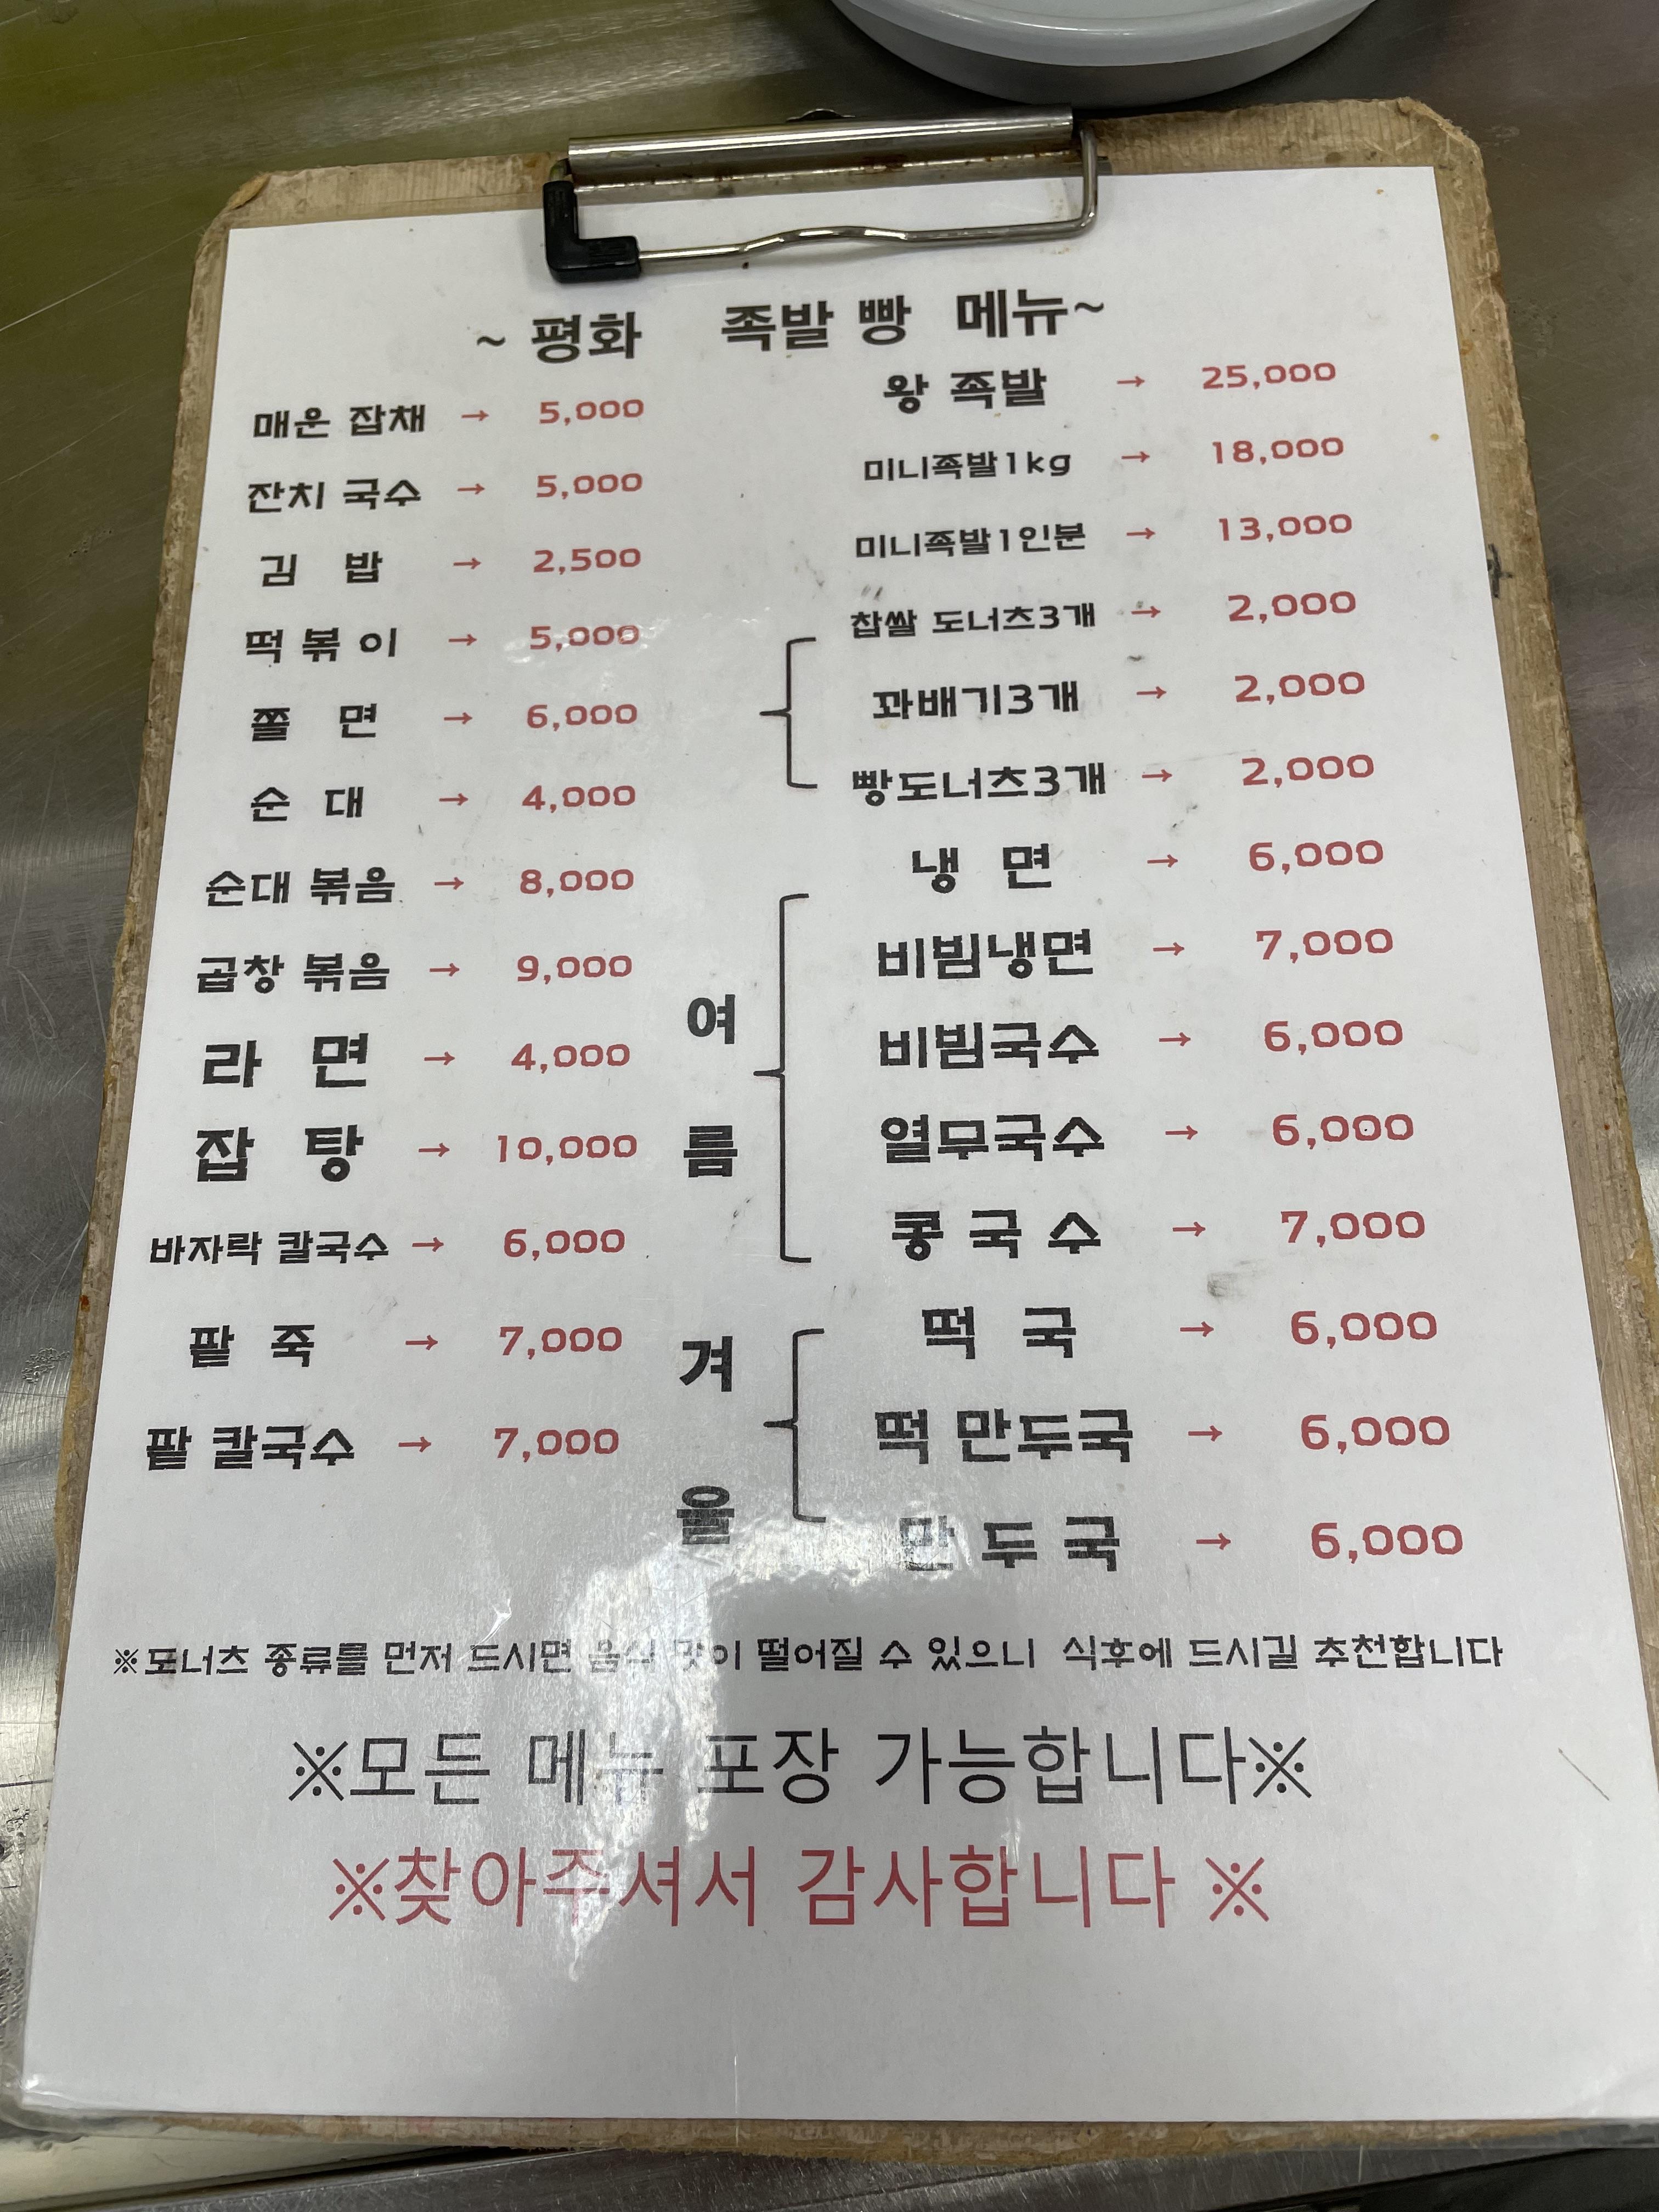 ~ 평화 족발 빵 메뉴~
매운 잡채 → 5,000
잔치 국수 → 5,000
김 밥 → 2,500
떡 볶 이 → 5,000
쫄 면 → 6,000
순 대 → 4,000
순대 볶음 → 8,000
곱창 볶음 → 9,000
라 면 → 4,000
잡 탕 → 10,000
바자락 칼국수 → 6,000
팥 죽 → 7,000
팥 칼국수 → 7,000
왕 족발 → 25,000
미니족발1kg → 18,000
미니족발1인분 → 13,000
찹쌀 도너츠3개 → 2,000
꽈배기3개 → 2,000
빵도너츠3개 → 2,000
여름
냉 면 → 6,000
비빔냉면 → 7,000
비빔국수 → 6,000
열무국수 → 6,000
콩 국 수 → 7,000
겨울
떡 국 → 6,000
떡 만두국 → 6,000
만 두 국 → 6,000
※도너츠 종류를 먼저 드시면 음식 맛이 떨어질 수 있으니 식후에 드시길 추천합니다
※모든 메뉴 포장 가능합니다※
※찾아주셔서 감사합니다 ※